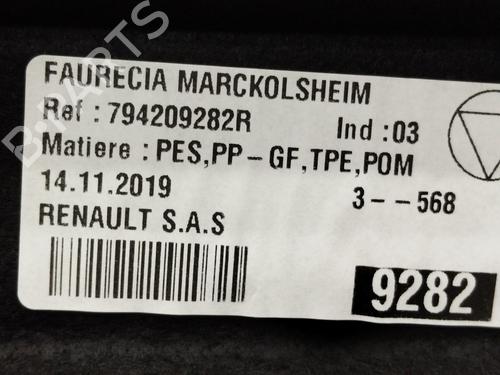 B-PARTS
FAURECIA MARCKOLSHEIM
Ref : 794209282R Ind : 03
Matiere : PES,PP-GF,TPE,POM
14.11.2019 3--568
RENAULT S.A.S
9282